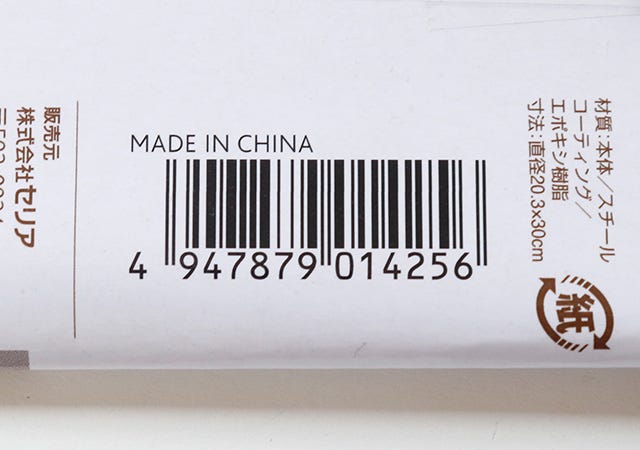 MADE IN CHINA
4 947879 014256
販売元
株式会社セリア
材質:本体/スチール
コーティング/
エポキシ樹脂
寸法:直径20.3×30cm
紙